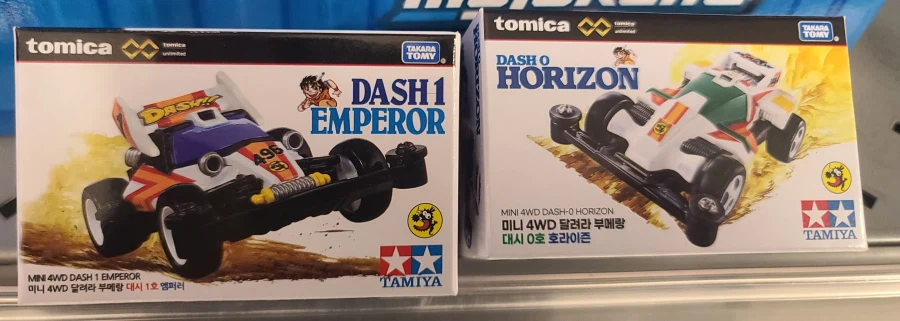 tomica
tomica
unlimited
TAKARA
TOMY
DASH!!
DASH 1
EMPEROR
496
MINI 4WD DASH 1 EMPEROR
미니 4WD 달려라 부메랑 대시 1호 엠퍼러
TAMIYA
tomica
tomica
unlimited
TAKARA
TOMY
DASH 0
HORIZON
MINI 4WD DASH-0 HORIZON
미니 4WD 달려라 부메랑
대시 0호 호라이즌
TAMIYA